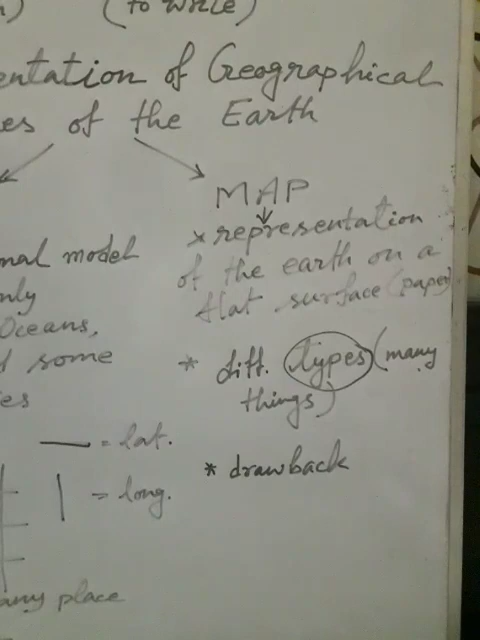 (to write)
entation of Geographical
es of the Earth
MAP
* representation
of the earth on a
flat surface (paper)
nal model
nly
Oceans,
d some
es
* diff. types (many
things)
— = lat.
| = long.
* drawback
any place